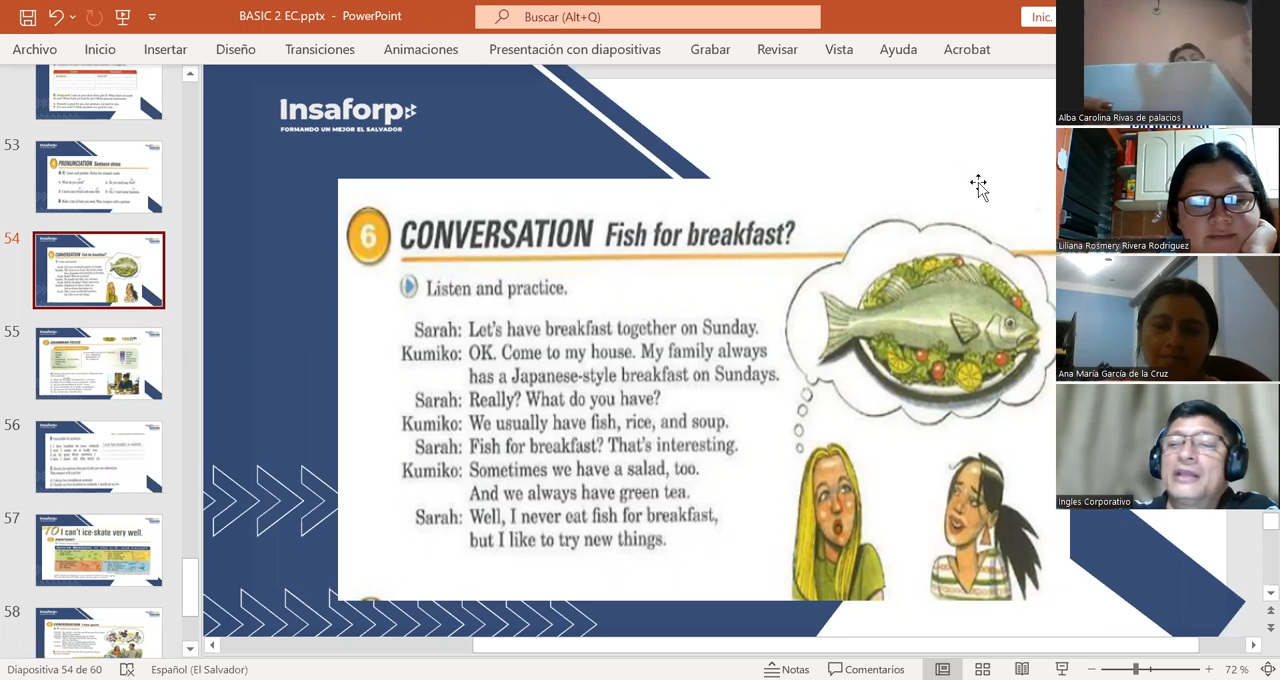 BASIC 2 EC.pptx - PowerPoint
Buscar (Alt+Q)
Inic.
Archivo Inicio Insertar Diseño Transiciones Animaciones Presentación con diapositivas Grabar Revisar Vista Ayuda Acrobat
53
PRONUNCIATION Sentence stress
54
55
56
57
I can't ice-skate very well.
58
Insaforp
FORMANDO UN MEJOR EL SALVADOR
6 CONVERSATION Fish for breakfast?
Listen and practice.
Sarah: Let's have breakfast together on Sunday.
Kumiko: OK. Come to my house. My family always
has a Japanese-style breakfast on Sundays.
Sarah: Really? What do you have?
Kumiko: We usually have fish, rice, and soup.
Sarah: Fish for breakfast? That's interesting.
Kumiko: Sometimes we have a salad, too.
And we always have green tea.
Sarah: Well, I never eat fish for breakfast,
but I like to try new things.
Alba Carolina Rivas de palacios
Liliana Rosmery Rivera Rodriguez
Ana María García de la Cruz
Ingles Corporativo
Diapositiva 54 de 60
Español (El Salvador)
Notas
Comentarios
72 %